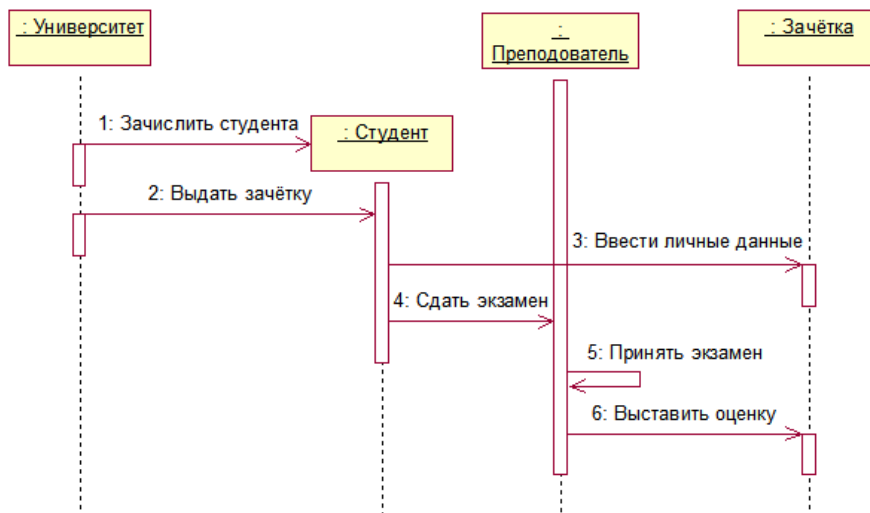 : Университет
:
Преподователь
: Зачётка
1: Зачислить студента
: Студент
2: Выдать зачётку
3: Ввести личные данные
4: Сдать экзамен
5: Принять экзамен
6: Выставить оценку